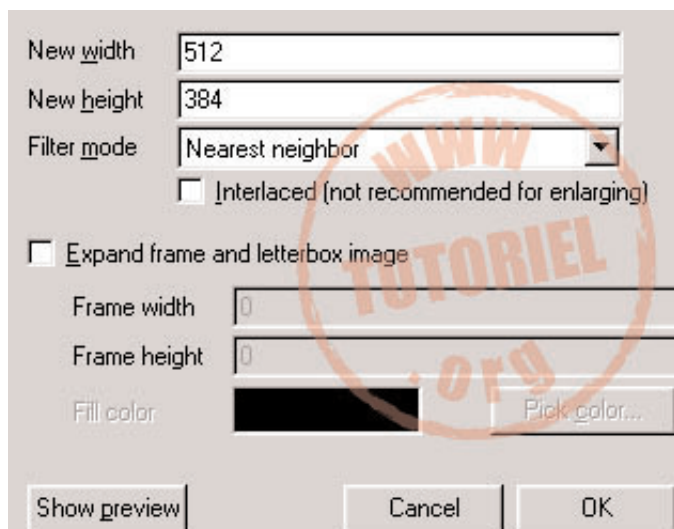 New width 512
New height 384
Filter mode Nearest neighbor
Interlaced (not recommended for enlarging)
Expand frame and letterbox image
Frame width 0
Frame height 0
Fill color Pick color...
Show preview Cancel OK
WWW
TUTORIEL
.org